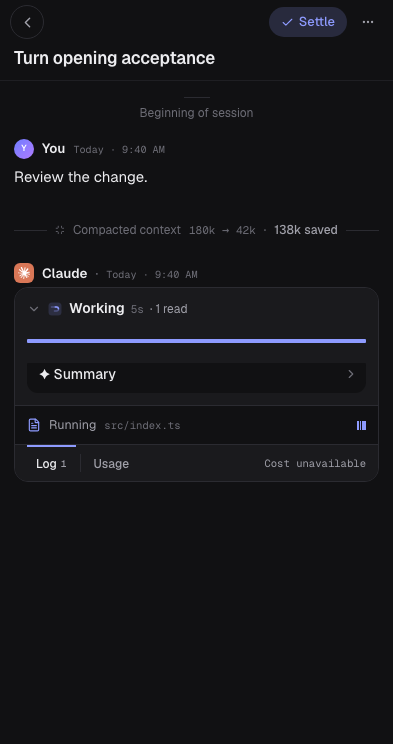 Settle
Turn opening acceptance
Beginning of session
Y You Today · 9:40 AM
Review the change.
Compacted context 180k → 42k · 138k saved
Claude · Today · 9:40 AM
Working 5s · 1 read
Summary
Running src/index.ts
Log 1 Usage Cost unavailable